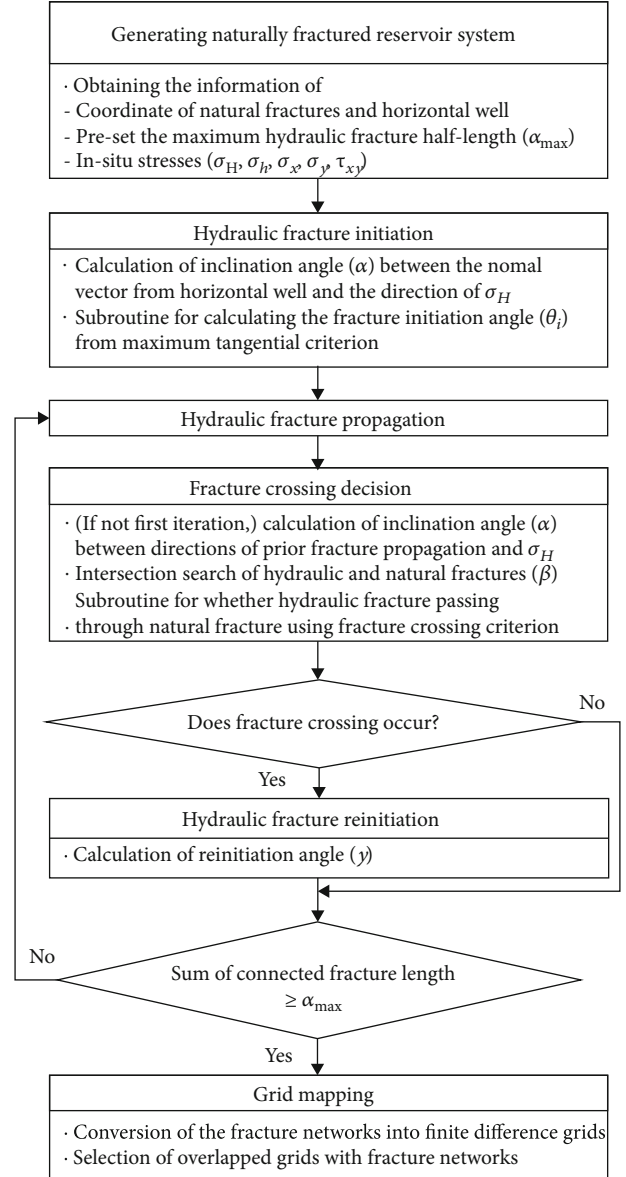 Generating naturally fractured reservoir system
· Obtaining the information of
- Coordinate of natural fractures and horizontal well
- Pre-set the maximum hydraulic fracture half-length (α_max)
- In-situ stresses (σ_H, σ_h, σ_x, σ_y, τ_xy)
Hydraulic fracture initiation
· Calculation of inclination angle (α) between the nomal
vector from horizontal well and the direction of σ_H
· Subroutine for calculating the fracture initiation angle (θ_i)
from maximum tangential criterion
Hydraulic fracture propagation
Fracture crossing decision
· (If not first iteration,) calculation of inclination angle (α)
between directions of prior fracture propagation and σ_H
· Intersection search of hydraulic and natural fractures (β)
Subroutine for whether hydraulic fracture passing
· through natural fracture using fracture crossing criterion
Does fracture crossing occur?
No
Yes
Hydraulic fracture reinitiation
· Calculation of reinitiation angle (y)
No
Sum of connected fracture length
≥ α_max
Yes
Grid mapping
· Conversion of the fracture networks into finite difference grids
· Selection of overlapped grids with fracture networks